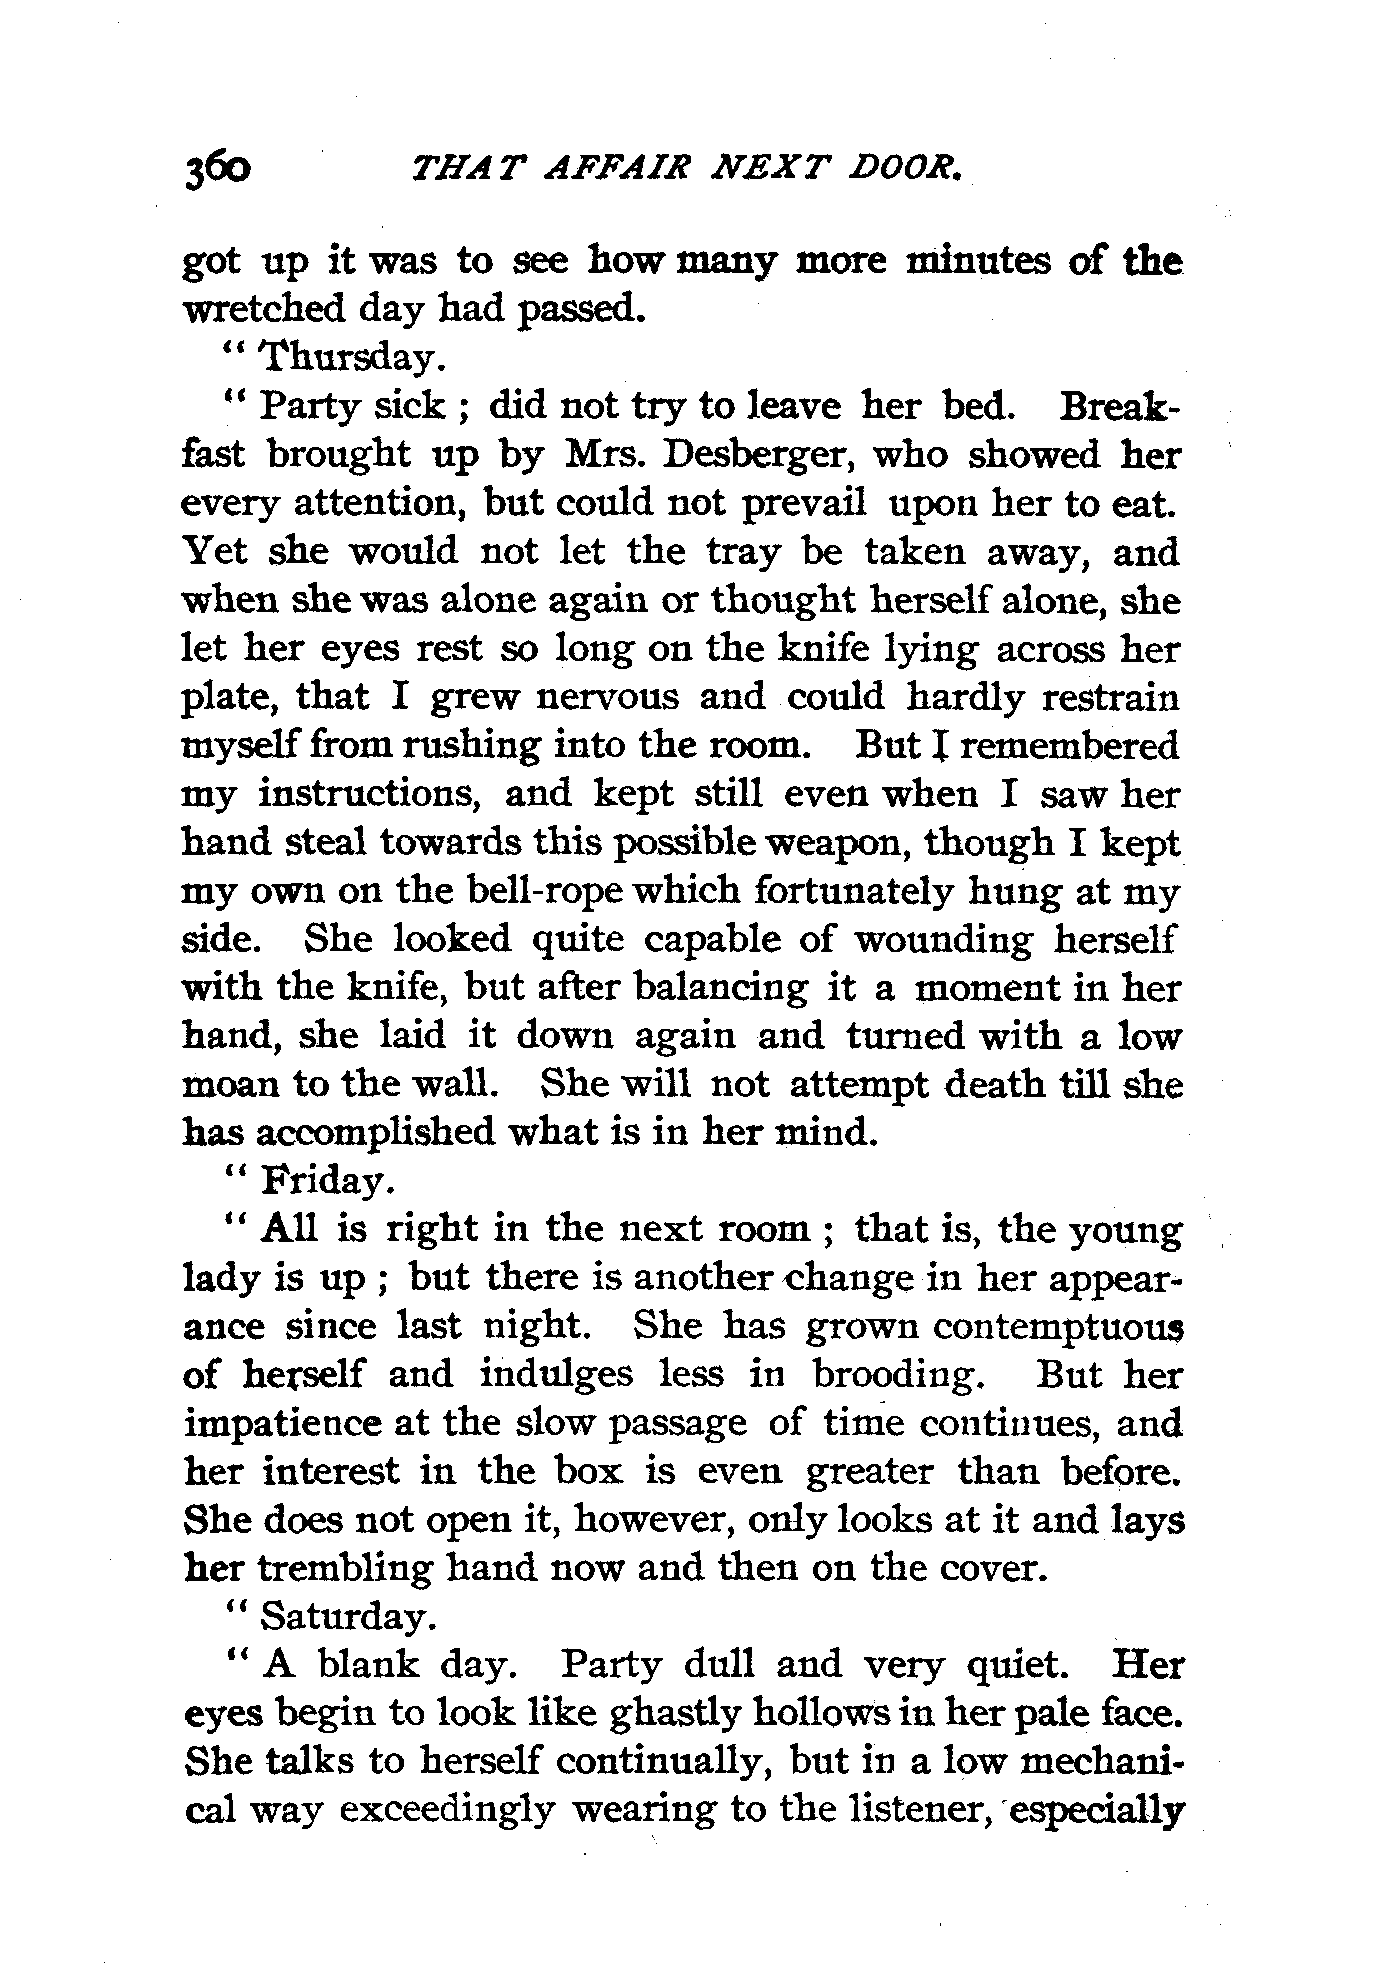 360 THAT AFFAIR NEXT DOOR.
got up it was to see how many more minutes of the
wretched day had passed.
“ Thursday.
“ Party sick ; did not try to leave her bed. Break-
fast brought up by Mrs. Desberger, who showed her
every attention, but could not prevail upon her to eat.
Yet she would not let the tray be taken away, and
when she was alone again or thought herself alone, she
let her eyes rest so long on the knife lying across her
plate, that I grew nervous and could hardly restrain
myself from rushing into the room. But I remembered
my instructions, and kept still even when I saw her
hand steal towards this possible weapon, though I kept
my own on the bell-rope which fortunately hung at my
side. She looked quite capable of wounding herself
with the knife, but after balancing it a moment in her
hand, she laid it down again and turned with a low
moan to the wall. She will not attempt death till she
has accomplished what is in her mind.
“ Friday.
“ All is right in the next room ; that is, the young
lady is up ; but there is another change in her appear-
ance since last night. She has grown contemptuous
of herself and indulges less in brooding. But her
impatience at the slow passage of time continues, and
her interest in the box is even greater than before.
She does not open it, however, only looks at it and lays
her trembling hand now and then on the cover.
“ Saturday.
“ A blank day. Party dull and very quiet. Her
eyes begin to look like ghastly hollows in her pale face.
She talks to herself continually, but in a low mechani-
cal way exceedingly wearing to the listener, especially